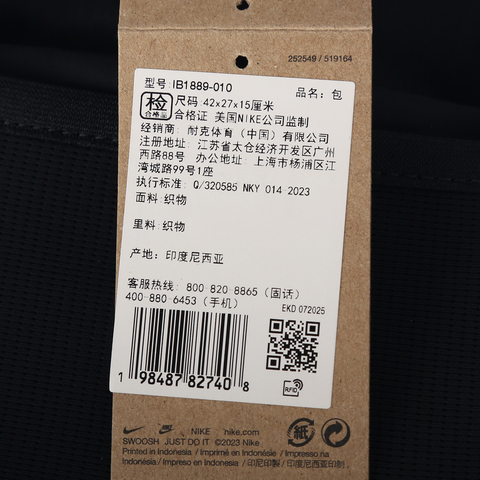 252549 / 519164
型号 IB1889-010 品名：包
检 合格品 尺码 42x27x15厘米
合格证 美国NIKE公司监制
经销商：耐克体育（中国）有限公司
注册地址：江苏省太仓经济开发区广州
西路88号 办公地址：上海市杨浦区江
湾城路99号1座
执行标准：Q/320585 NKY 014 2023
面料：织物
里料：织物
产地：印度尼西亚
客服热线：800-820-8865（固话）
400-880-6453（手机）
EKD 072025
RFID
1 98487 82740 8
NIKE nike.com
SWOOSH JUST DO IT ©2023 Nike
Printed in Indonesia / Imprimé en Indonésie / Impresso na
Indonésia / Impreso en Indonesia / 印尼印製 / 印度尼西亚印制
紙